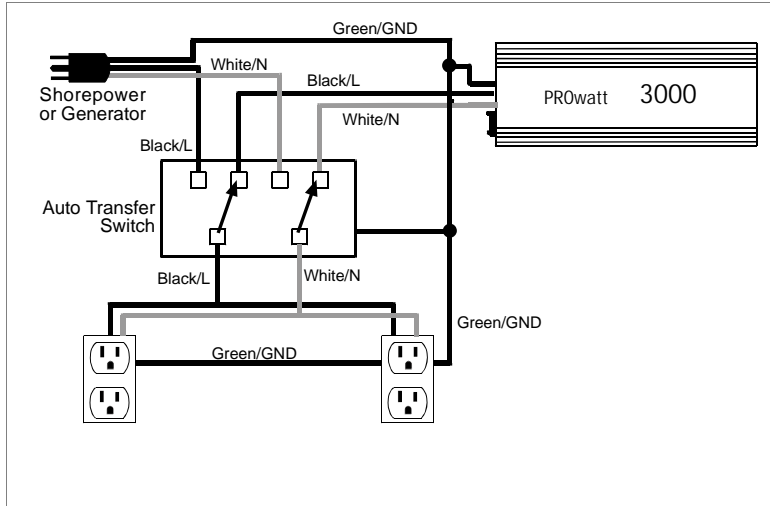 Green/GND
White/N
Black/L
Shorepower
or Generator
PROwatt 3000
White/N
Black/L
Auto Transfer
Switch
Black/L
White/N
Green/GND
Green/GND